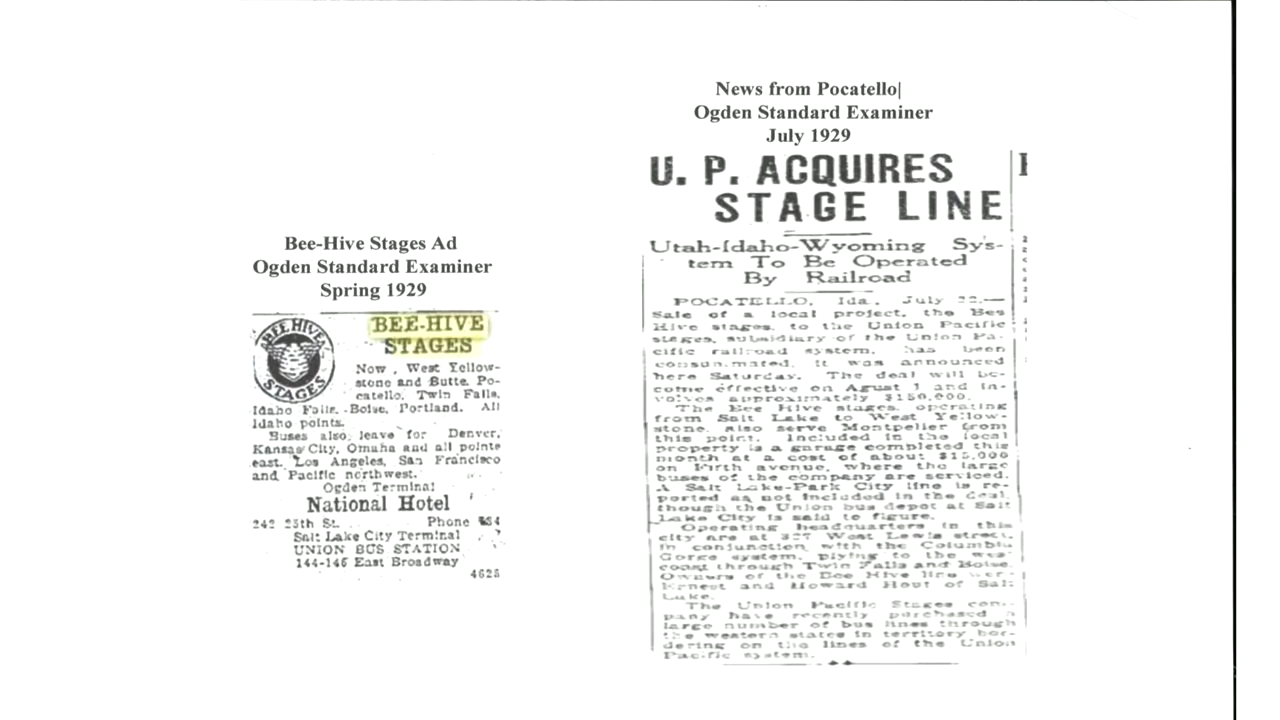 Bee-Hive Stages Ad
Ogden Standard Examiner
Spring 1929
BEE HIVE
STAGES
BEE-HIVE
STAGES
Now, West Yellow-
stone and Butte, Po-
catello, Twin Falls,
Idaho Falls, Boise, Portland. All
Idaho points.
Buses also leave for Denver,
Kansas City, Omaha and all points
east. Los Angeles, San Francisco
and Pacific northwest.
Ogden Terminal
National Hotel
242 25th St. Phone
Salt Lake City Terminal
UNION BUS STATION
144-146 East Broadway
4625
News from Pocatello|
Ogden Standard Examiner
July 1929
U. P. ACQUIRES
STAGE LINE
Utah-Idaho-Wyoming Sys-
tem To Be Operated
By Railroad
POCATELLO, Ida., July 22.—
Sale of a local project, the Bee
Hive stages, to the Union Pacific
stages, subsidiary of the Union Pa-
cific railroad system, has been
consummated, it was announced
here Saturday. The deal will be-
come effective on Agust 1 and in-
volves approximately $150,000.
The Bee Hive stages, operating
from Salt Lake to West Yellow-
stone, also serve Montpelier from
this point. Included in the local
property is a garage completed this
month at a cost of about $15,000
on Fifth avenue, where the large
buses of the company are serviced.
A Salt Lake-Park City line is re-
ported as not included in the deal,
though the Union bus depot at Salt
Lake City is said to figure.
Operating headquarters in this
city are at 327 West Lewis street,
in conjunction with the Columbia
Gorge system, plying to the west
coast through Twin Falls and Boise.
Owners of the Bee Hive line were
Ernest and Howard Hout of Salt
Lake.
The Union Pacific Stages com-
pany have recently purchased a
large number of bus lines through
the western states in territory bor-
dering on the lines of the Union
Pacific system.